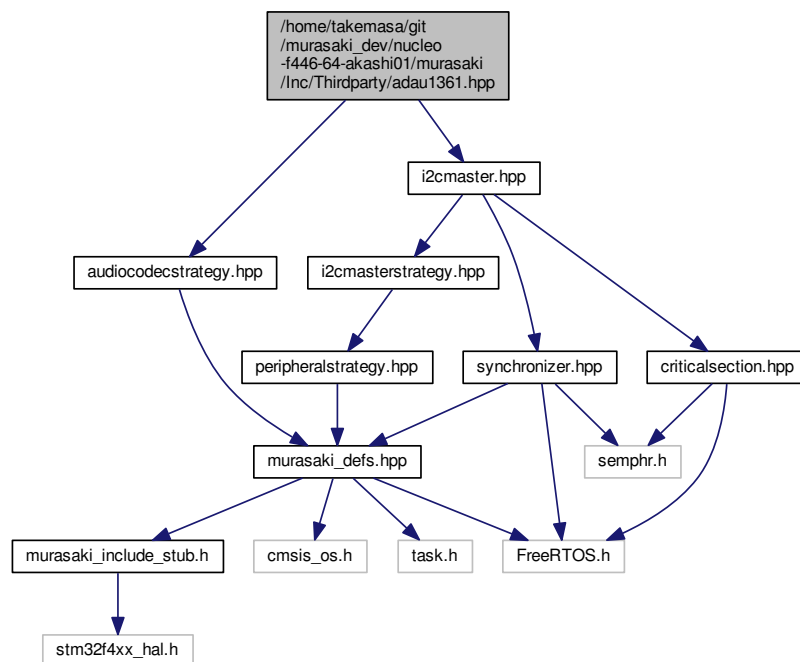 /home/takemasa/git
/murasaki_dev/nucleo
-f446-64-akashi01/murasaki
/Inc/Thirdparty/adau1361.hpp
i2cmaster.hpp
audiocodecstrategy.hpp
i2cmasterstrategy.hpp
peripheralstrategy.hpp
synchronizer.hpp
criticalsection.hpp
murasaki_defs.hpp
semphr.h
murasaki_include_stub.h
cmsis_os.h
task.h
FreeRTOS.h
stm32f4xx_hal.h